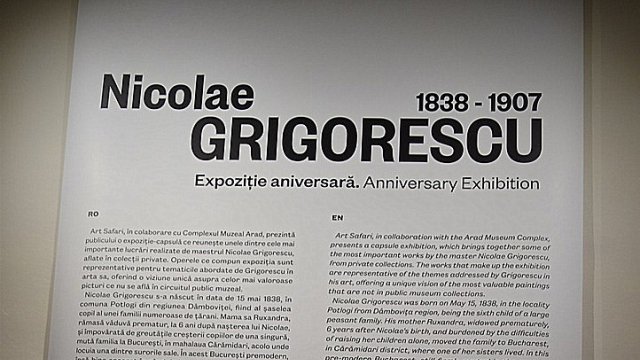 Nicolae
1838 - 1907
GRIGORESCU
Expoziție aniversară. Anniversary Exhibition
RO
Art Safari, în colaborare cu Complexul Muzeal Arad, prezintă
publicului o expoziție-capsulă ce reunește unele dintre cele mai
importante lucrări realizate de maestrul Nicolae Grigorescu,
aflate în colecții private. Operele ce compun expoziția sunt
reprezentative pentru tematicile abordate de Grigorescu în
arta sa, oferind o viziune unică asupra celor mai valoroase
picturi ce nu se află în circuitul public muzeal.
Nicolae Grigorescu s-a născut în data de 15 mai 1838, în
comuna Potlogi din regiunea Dâmboviței, fiind al șaselea
copil al unei familii numeroase de țărani. Mama sa Ruxandra,
rămasă văduvă prematur, la 6 ani după nașterea lui Nicolae,
și împovărată de greutățile creșterii copiilor de una singură,
mută familia la București, în mahalaua Cărămidari, acolo unde
locuia una dintre surorile sale. În acest București premodern,
EN
Art Safari, in collaboration with the Arad Museum Complex,
presents a capsule exhibition, which brings together some of
the most important works by the master Nicolae Grigorescu,
from private collections. The works that make up the exhibition
are representative of the themes addressed by Grigorescu in
his art, offering a unique vision of the most valuable paintings
that are not in public museum collections.
Nicolae Grigorescu was born on May 15, 1838, in the locality
Potlogi from Dâmbovița region, being the sixth child of a large
peasant family. His mother Ruxandra, widowed prematurely,
6 years after Nicolae's birth, and burdened by the difficulties
of raising her children alone, moved the family to Bucharest,
in Cărămidari district, where one of her sisters lived. In this